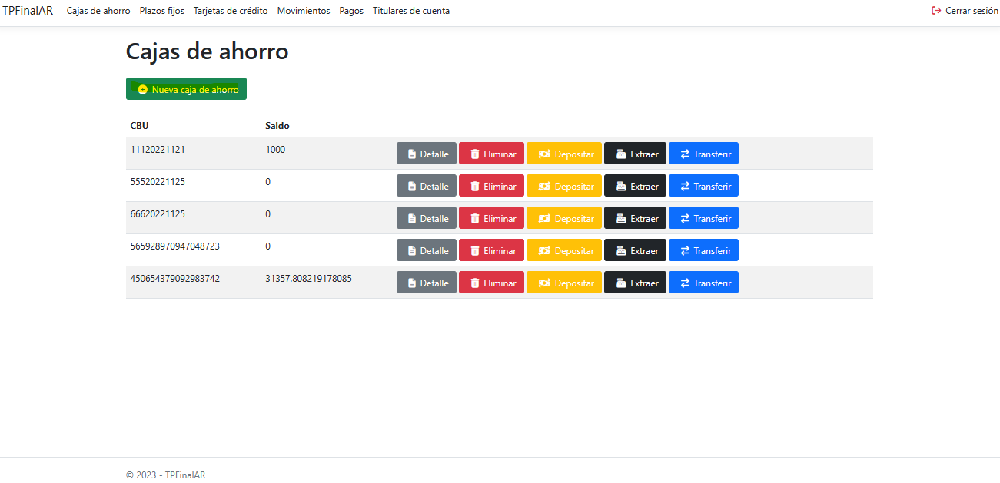 TPFinalAR Cajas de ahorro Plazos fijos Tarjetas de crédito Movimientos Pagos Titulares de cuenta Cerrar sesión
Cajas de ahorro
Nueva caja de ahorro
CBU Saldo
11120221121 1000 Detalle Eliminar Depositar Extraer Transferir
55520221125 0 Detalle Eliminar Depositar Extraer Transferir
66620221125 0 Detalle Eliminar Depositar Extraer Transferir
565928970947048723 0 Detalle Eliminar Depositar Extraer Transferir
450654379092983742 31357.808219178085 Detalle Eliminar Depositar Extraer Transferir
© 2023 - TPFinalAR